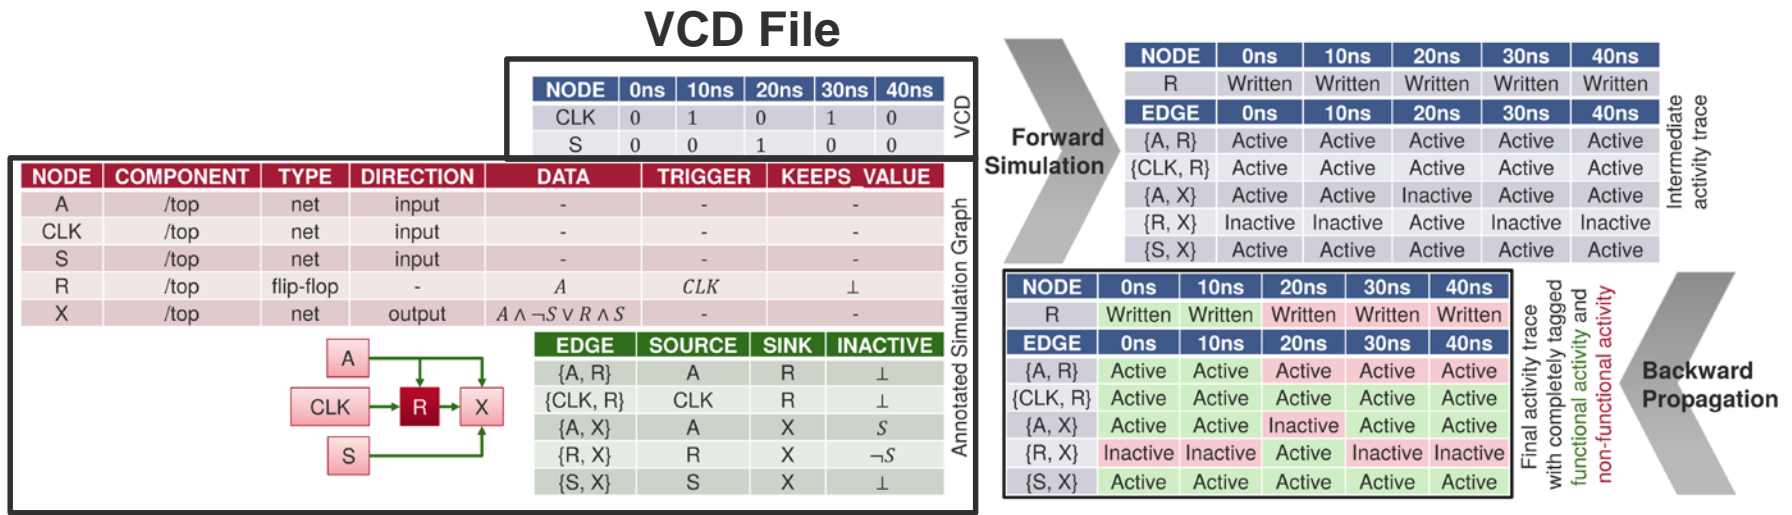 VCD File
NODE 0ns 10ns 20ns 30ns 40ns
CLK 0 1 0 1 0
S 0 0 1 0 0
VCD
NODE COMPONENT TYPE DIRECTION DATA TRIGGER KEEPS_VALUE
A /top net input - - -
CLK /top net input - - -
S /top net input - - -
R /top flip-flop - A CLK ⊥
X /top net output A ∧ ¬S ∨ R ∧ S - -
EDGE SOURCE SINK INACTIVE
{A, R} A R ⊥
{CLK, R} CLK R ⊥
{A, X} A X S
{R, X} R X ¬S
{S, X} S X ⊥
A
CLK
R
X
S
Annotated Simulation Graph
Forward
Simulation
NODE 0ns 10ns 20ns 30ns 40ns
R Written Written Written Written Written
EDGE 0ns 10ns 20ns 30ns 40ns
{A, R} Active Active Active Active Active
{CLK, R} Active Active Active Active Active
{A, X} Active Active Inactive Active Active
{R, X} Inactive Inactive Active Inactive Inactive
{S, X} Active Active Active Active Active
Intermediate
activity trace
NODE 0ns 10ns 20ns 30ns 40ns
R Written Written Written Written Written
EDGE 0ns 10ns 20ns 30ns 40ns
{A, R} Active Active Active Active Active
{CLK, R} Active Active Active Active Active
{A, X} Active Active Inactive Active Active
{R, X} Inactive Inactive Active Inactive Inactive
{S, X} Active Active Active Active Active
Final activity trace
with completely tagged
functional activity and
non-functional activity
Backward
Propagation